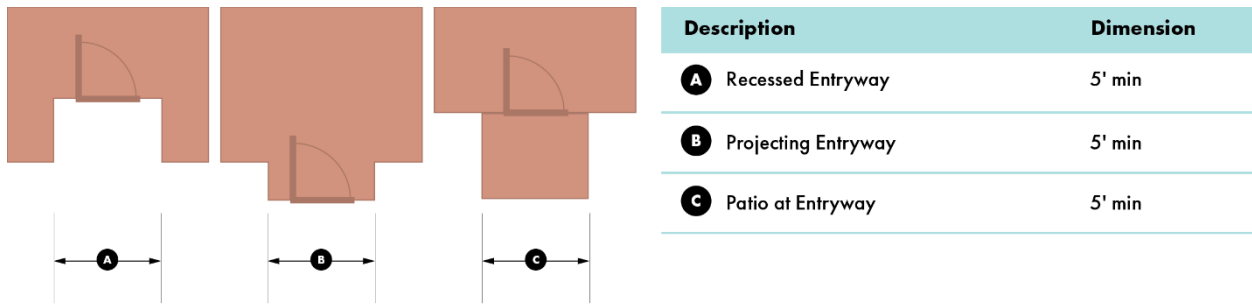 A
B
C
Description Dimension
A Recessed Entryway 5' min
B Projecting Entryway 5' min
C Patio at Entryway 5' min